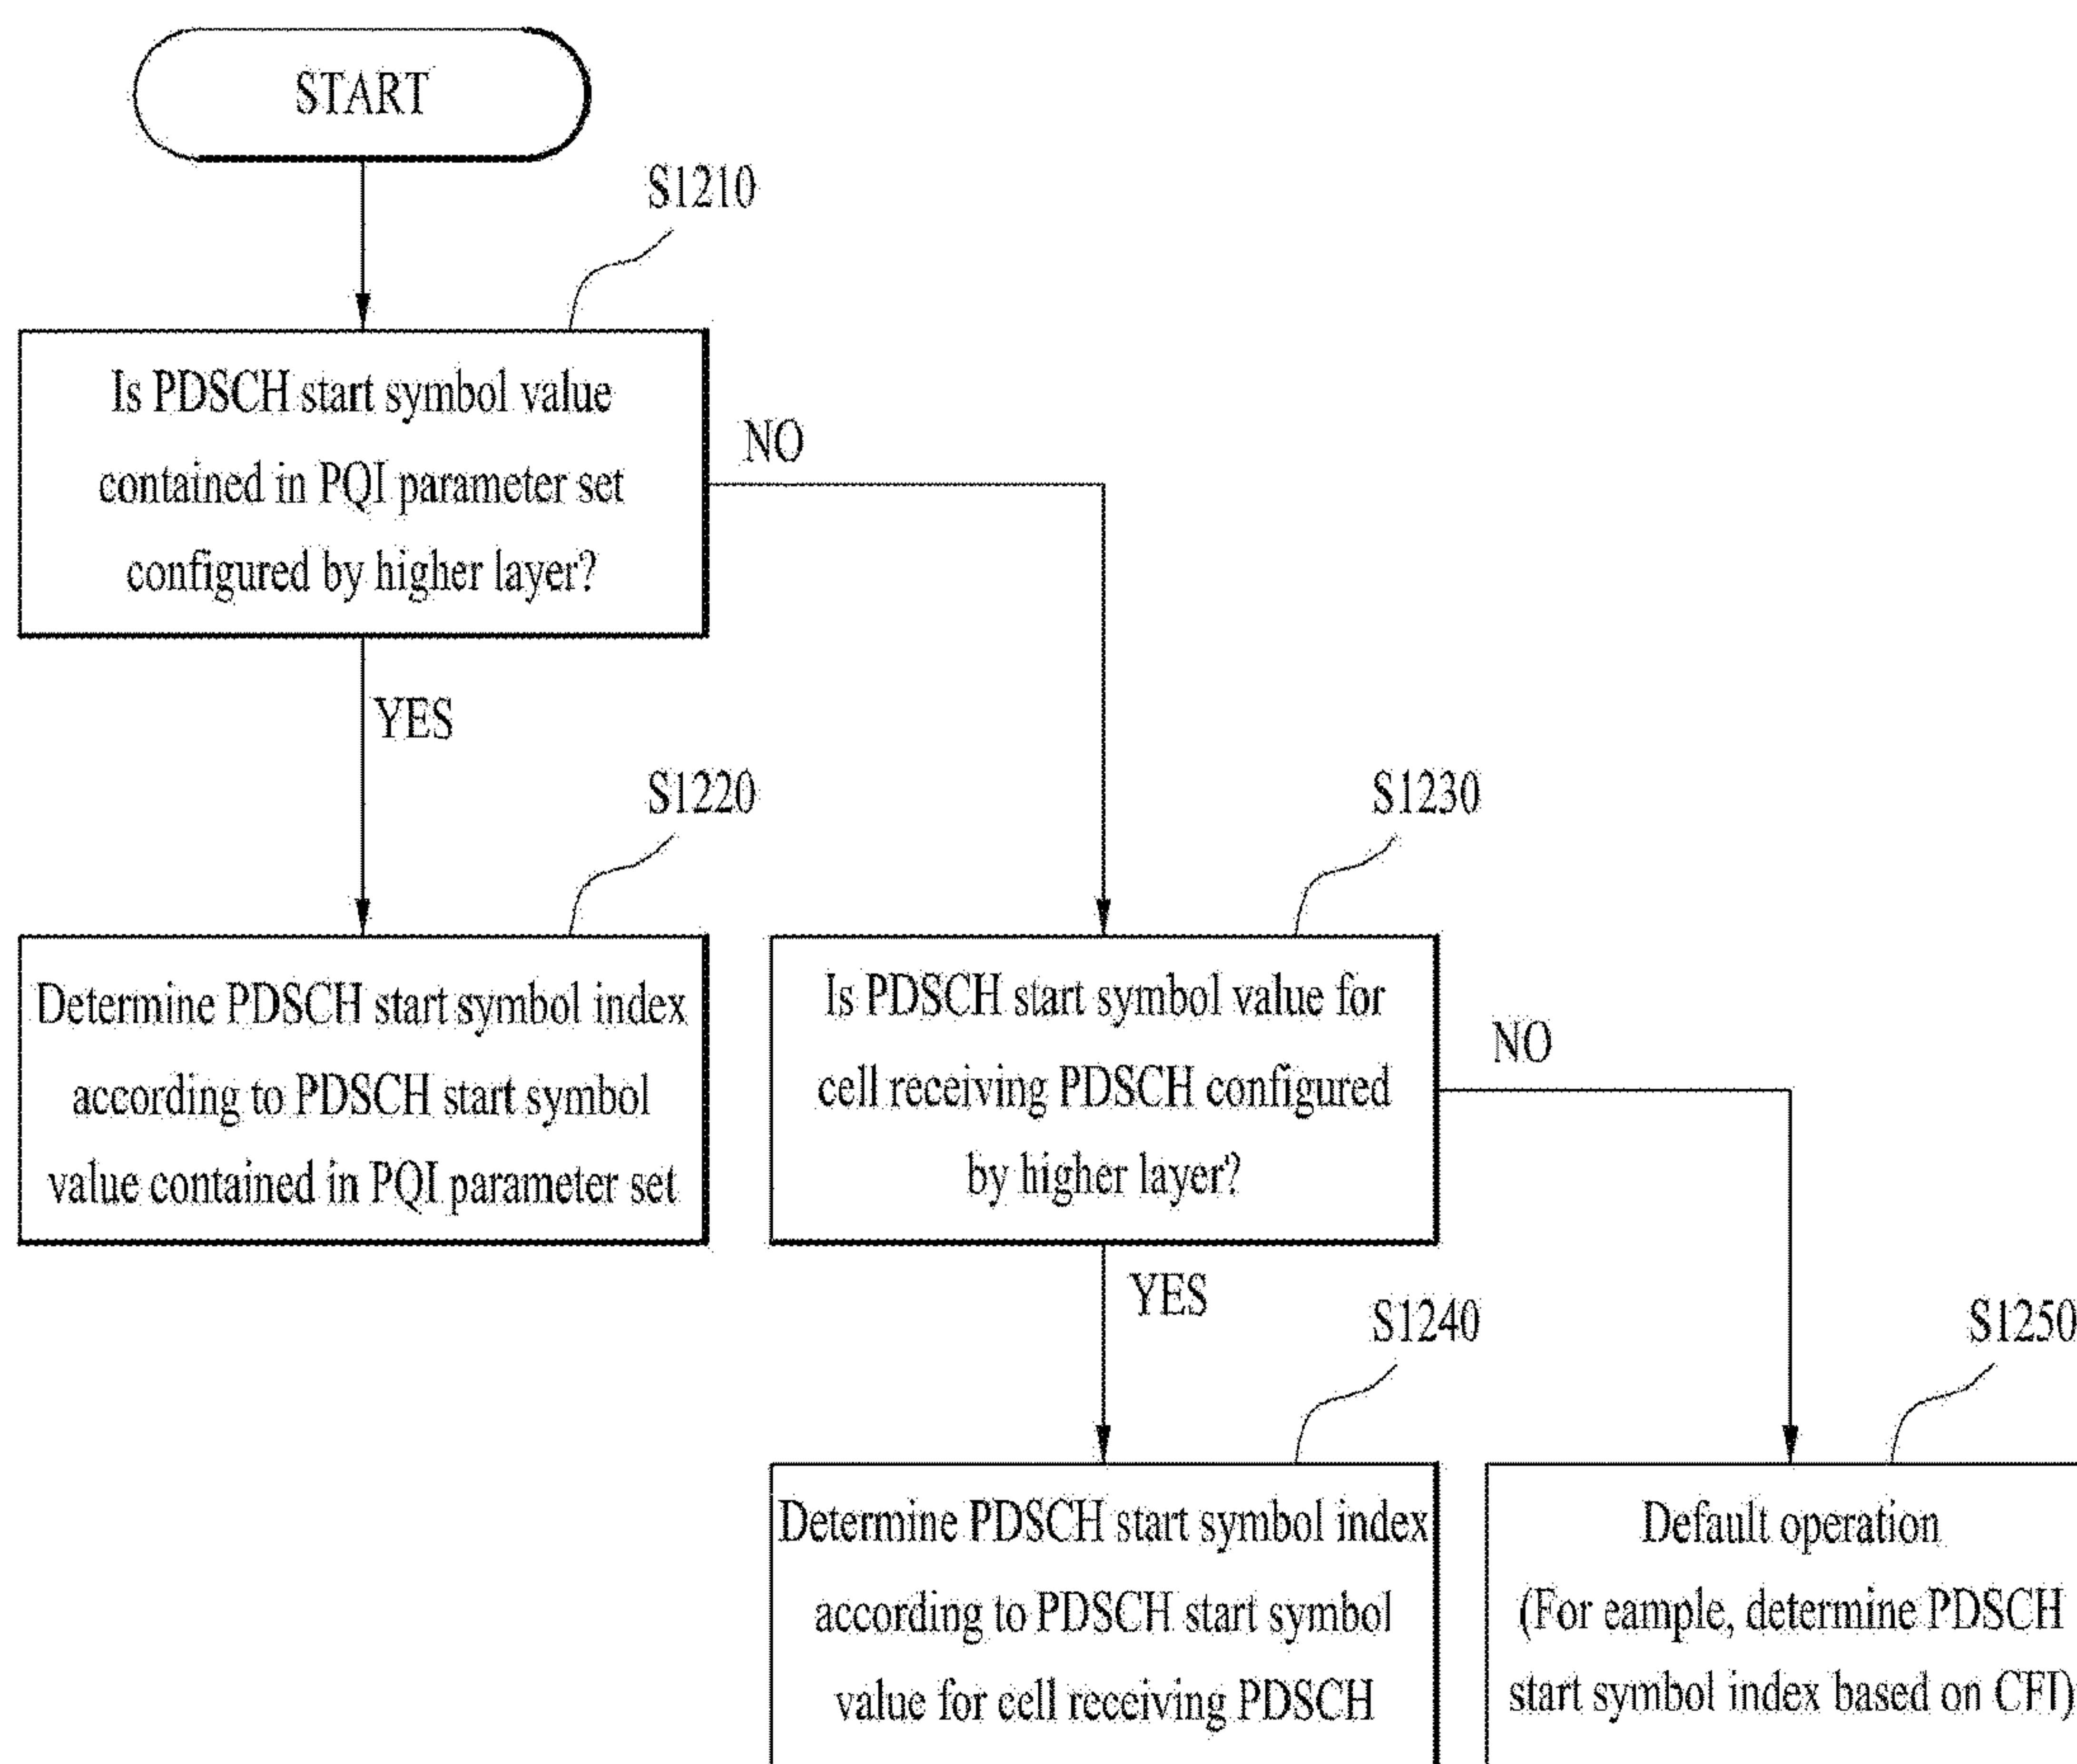 START
S1210
Is PDSCH start symbol value
contained in PQI parameter set
configured by higher layer?
NO
YES
S1220
Determine PDSCH start symbol index
according to PDSCH start symbol
value contained in PQI parameter set
S1230
Is PDSCH start symbol value for
cell receiving PDSCH configured
by higher layer?
NO
YES
S1240
Determine PDSCH start symbol index
according to PDSCH start symbol
value for cell receiving PDSCH
S1250
Default operation
(For eample, determine PDSCH
start symbol index based on CFI)